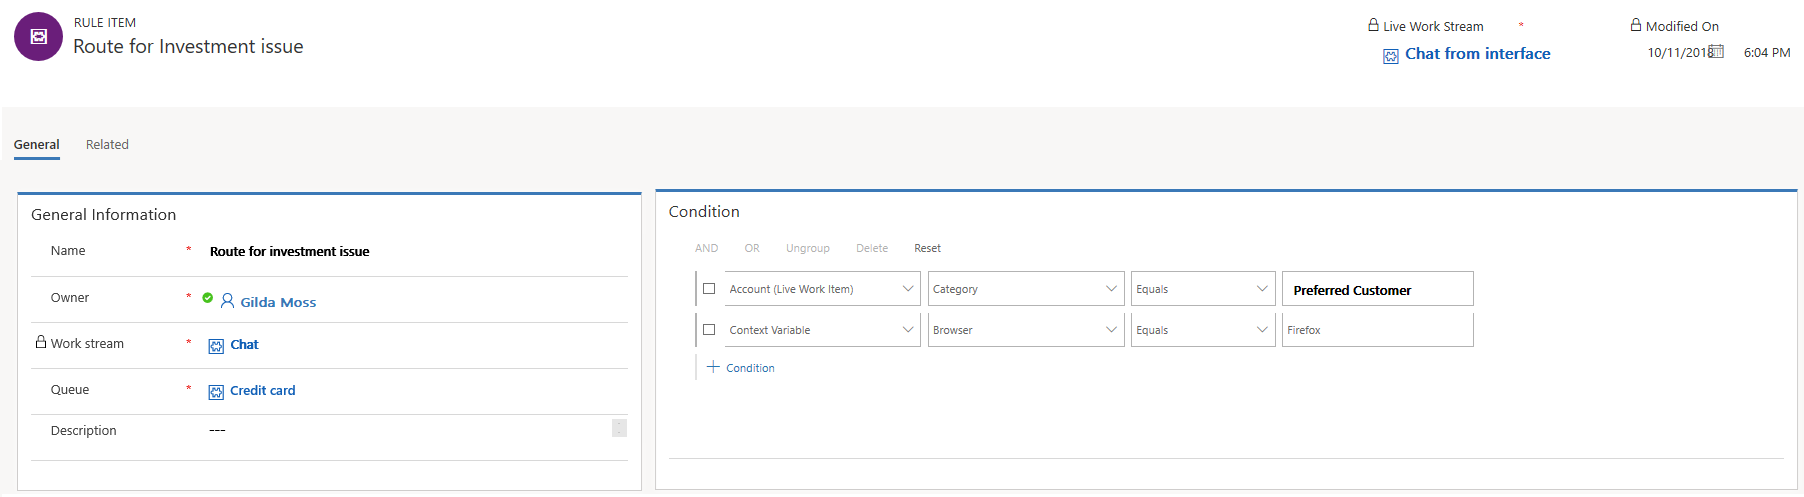 RULE ITEM
Route for Investment issue
Live Work Stream *
Chat from interface
Modified On
10/11/2018 6:04 PM
General Related
General Information
Name * Route for investment issue
Owner * Gilda Moss
Work stream * Chat
Queue * Credit card
Description ---
Condition
AND OR Ungroup Delete Reset
Account (Live Work Item) Category Equals Preferred Customer
Context Variable Browser Equals Firefox
+ Condition